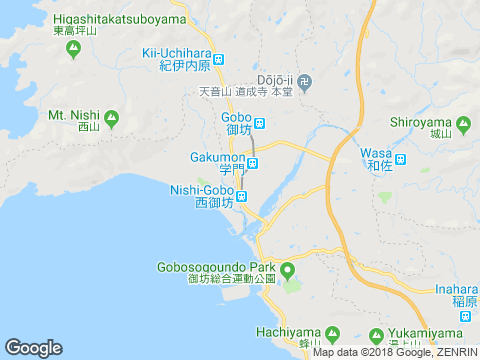 Higashitakatsuboyama
東高坪山
Kii-Uchihara
紀伊内原
Dōjō-ji
天音山 道成寺 本堂
Mt. Nishi
西山
Gobo
御坊
Shiroyama
城山
Gakumon
学門
Wasa
和佐
Nishi-Gobo
西御坊
Gobosogoundo Park
御坊総合運動公園
Inahara
稲原
Hachiyama
蜂山
Yukamiyama
湯上山
Google
Map data ©2018 Google, ZENRIN